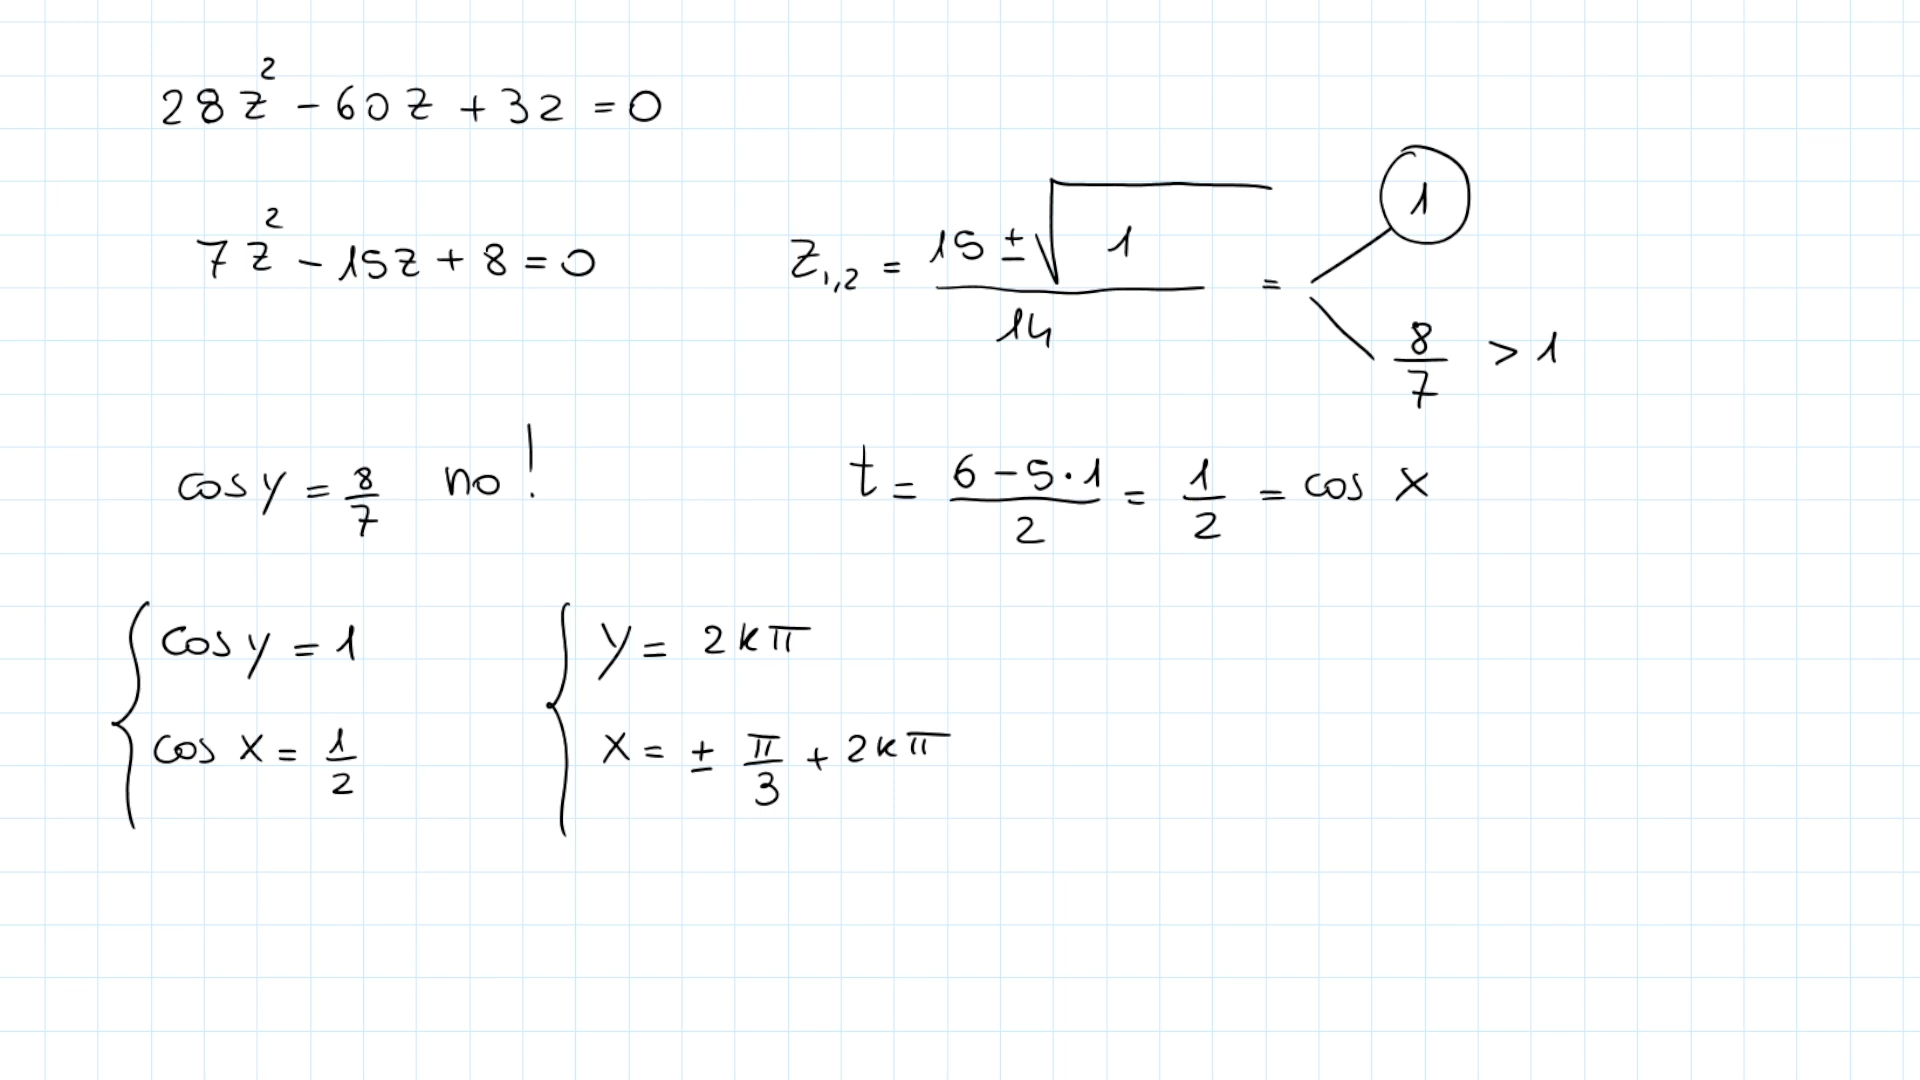 28z² - 60z + 32 = 0
7z² - 15z + 8 = 0
z₁,₂ = (15 ± √1)/14 = 1
8/7 > 1
cos y = 8/7 no!
t = (6 - 5·1)/2 = 1/2 = cos x
{ cos y = 1
cos x = 1/2
{ y = 2kπ
x = ± π/3 + 2kπ